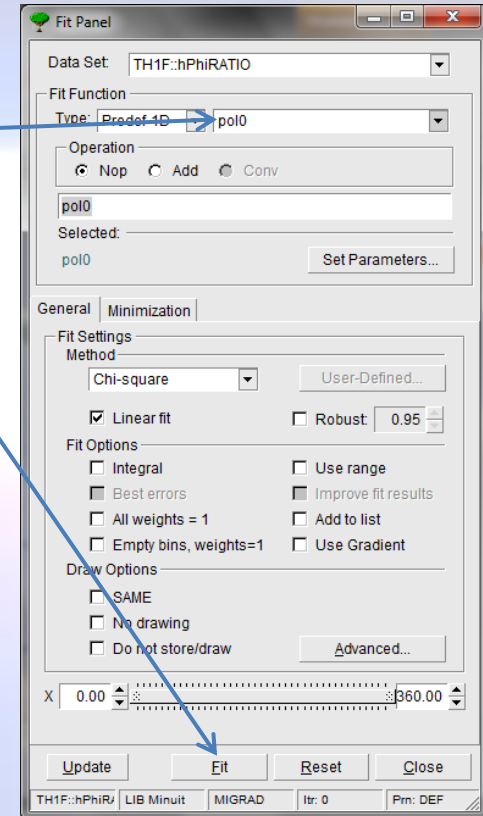 Fit Panel
Data Set: TH1F::hPhiRATIO
Fit Function
Type: Predef-1D pol0
Operation
Nop Add Conv
pol0
Selected:
pol0 Set Parameters...
General Minimization
Fit Settings
Method
Chi-square User-Defined...
Linear fit Robust: 0.95
Fit Options
Integral Use range
Best errors Improve fit results
All weights = 1 Add to list
Empty bins, weights=1 Use Gradient
Draw Options
SAME
No drawing
Do not store/draw Advanced...
X 0.00 360.00
Update Fit Reset Close
TH1F::hPhiR/ LIB Minuit MIGRAD Itr: 0 Prn: DEF